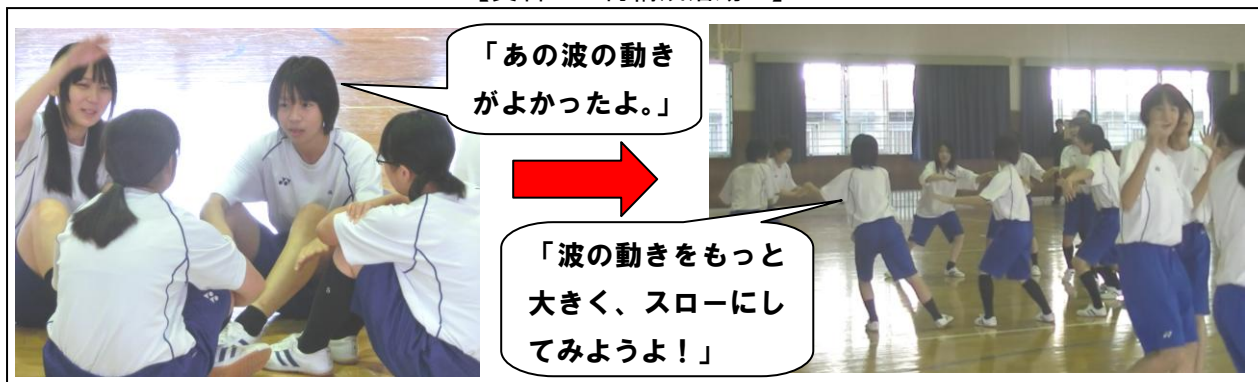 「あの波の動き
がよかったよ。」
「波の動きをもっと
大きく、スローにし
てみようよ！」